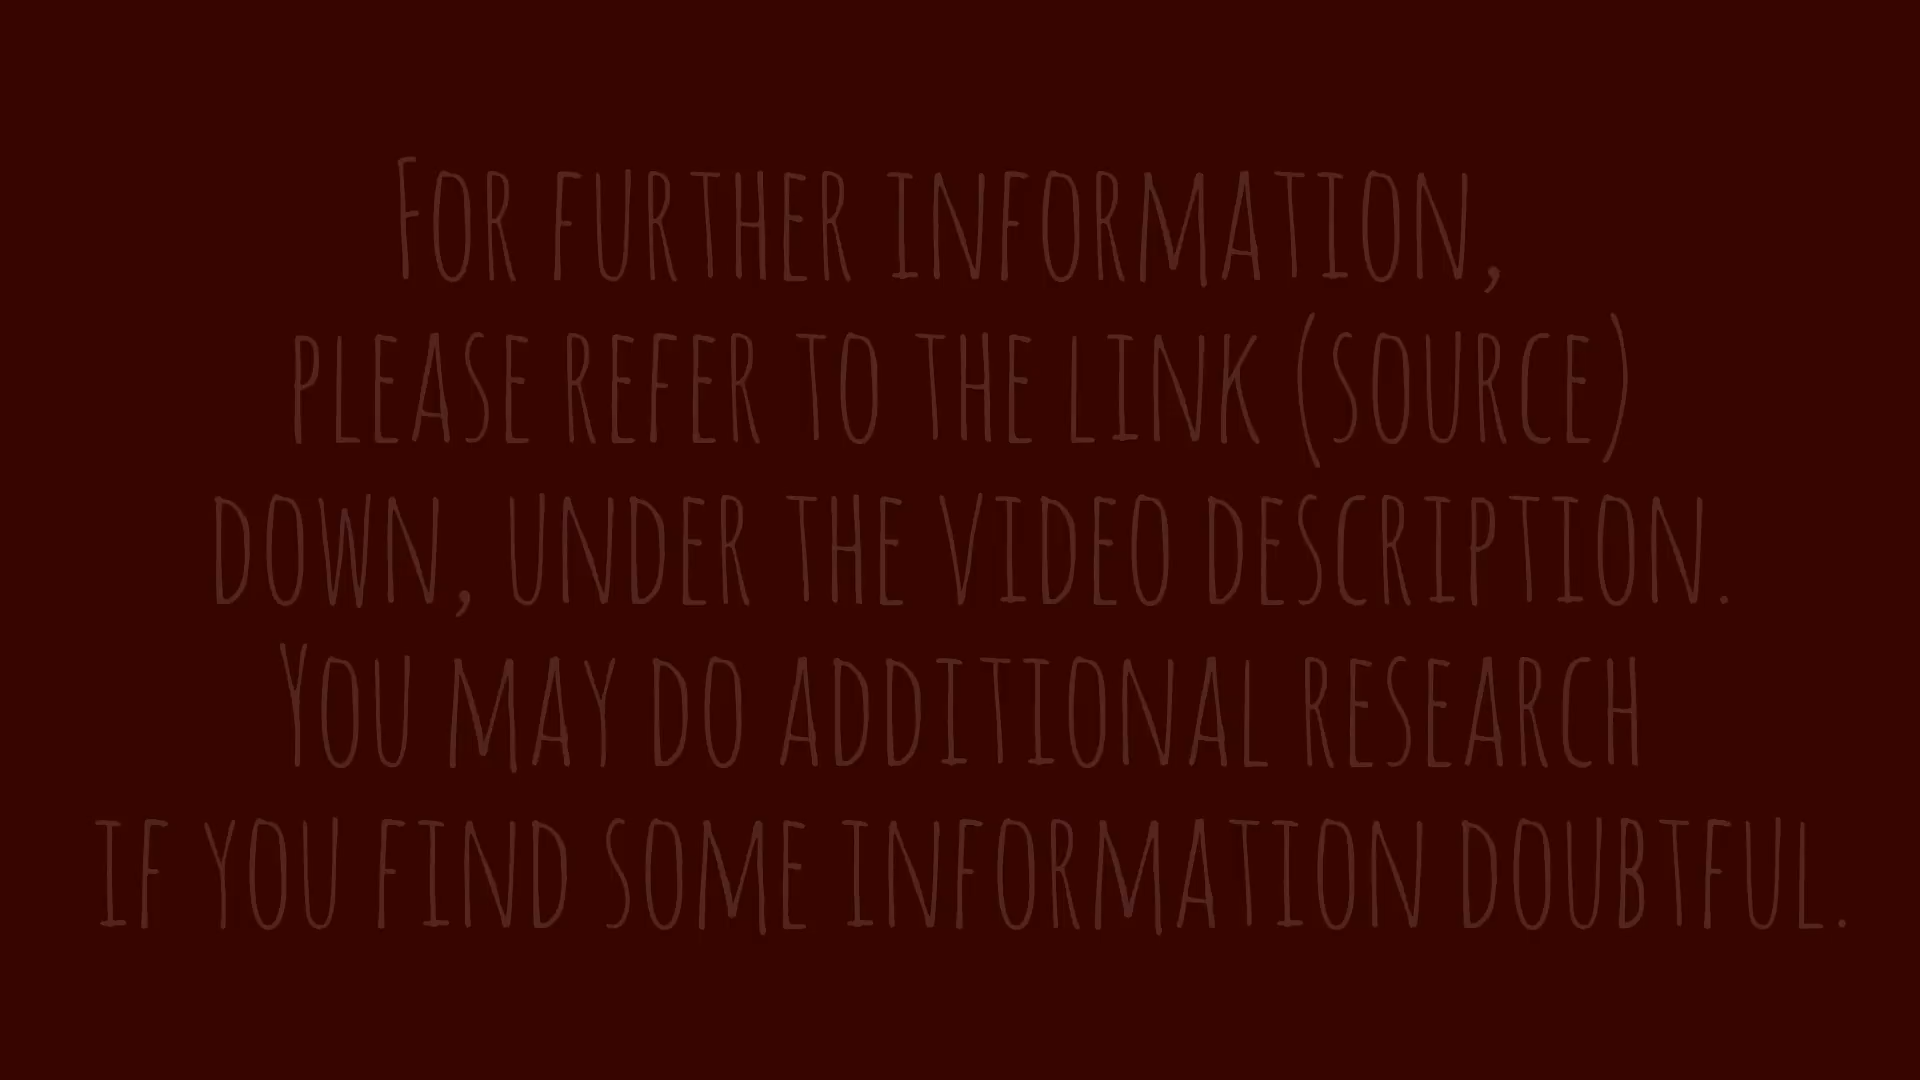 For further information,
please refer to the link (source)
down, under the video description.
You may do additional research
if you find some information doubtful.